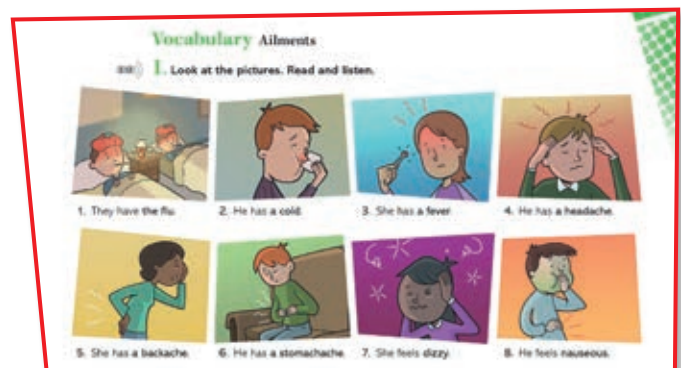 Vocabulary Ailments
I. Look at the pictures. Read and listen.
1. They have the flu. 2. He has a cold. 3. She has a fever. 4. He has a headache.
5. She has a backache. 6. He has a stomachache. 7. She feels dizzy. 8. He feels nauseous.